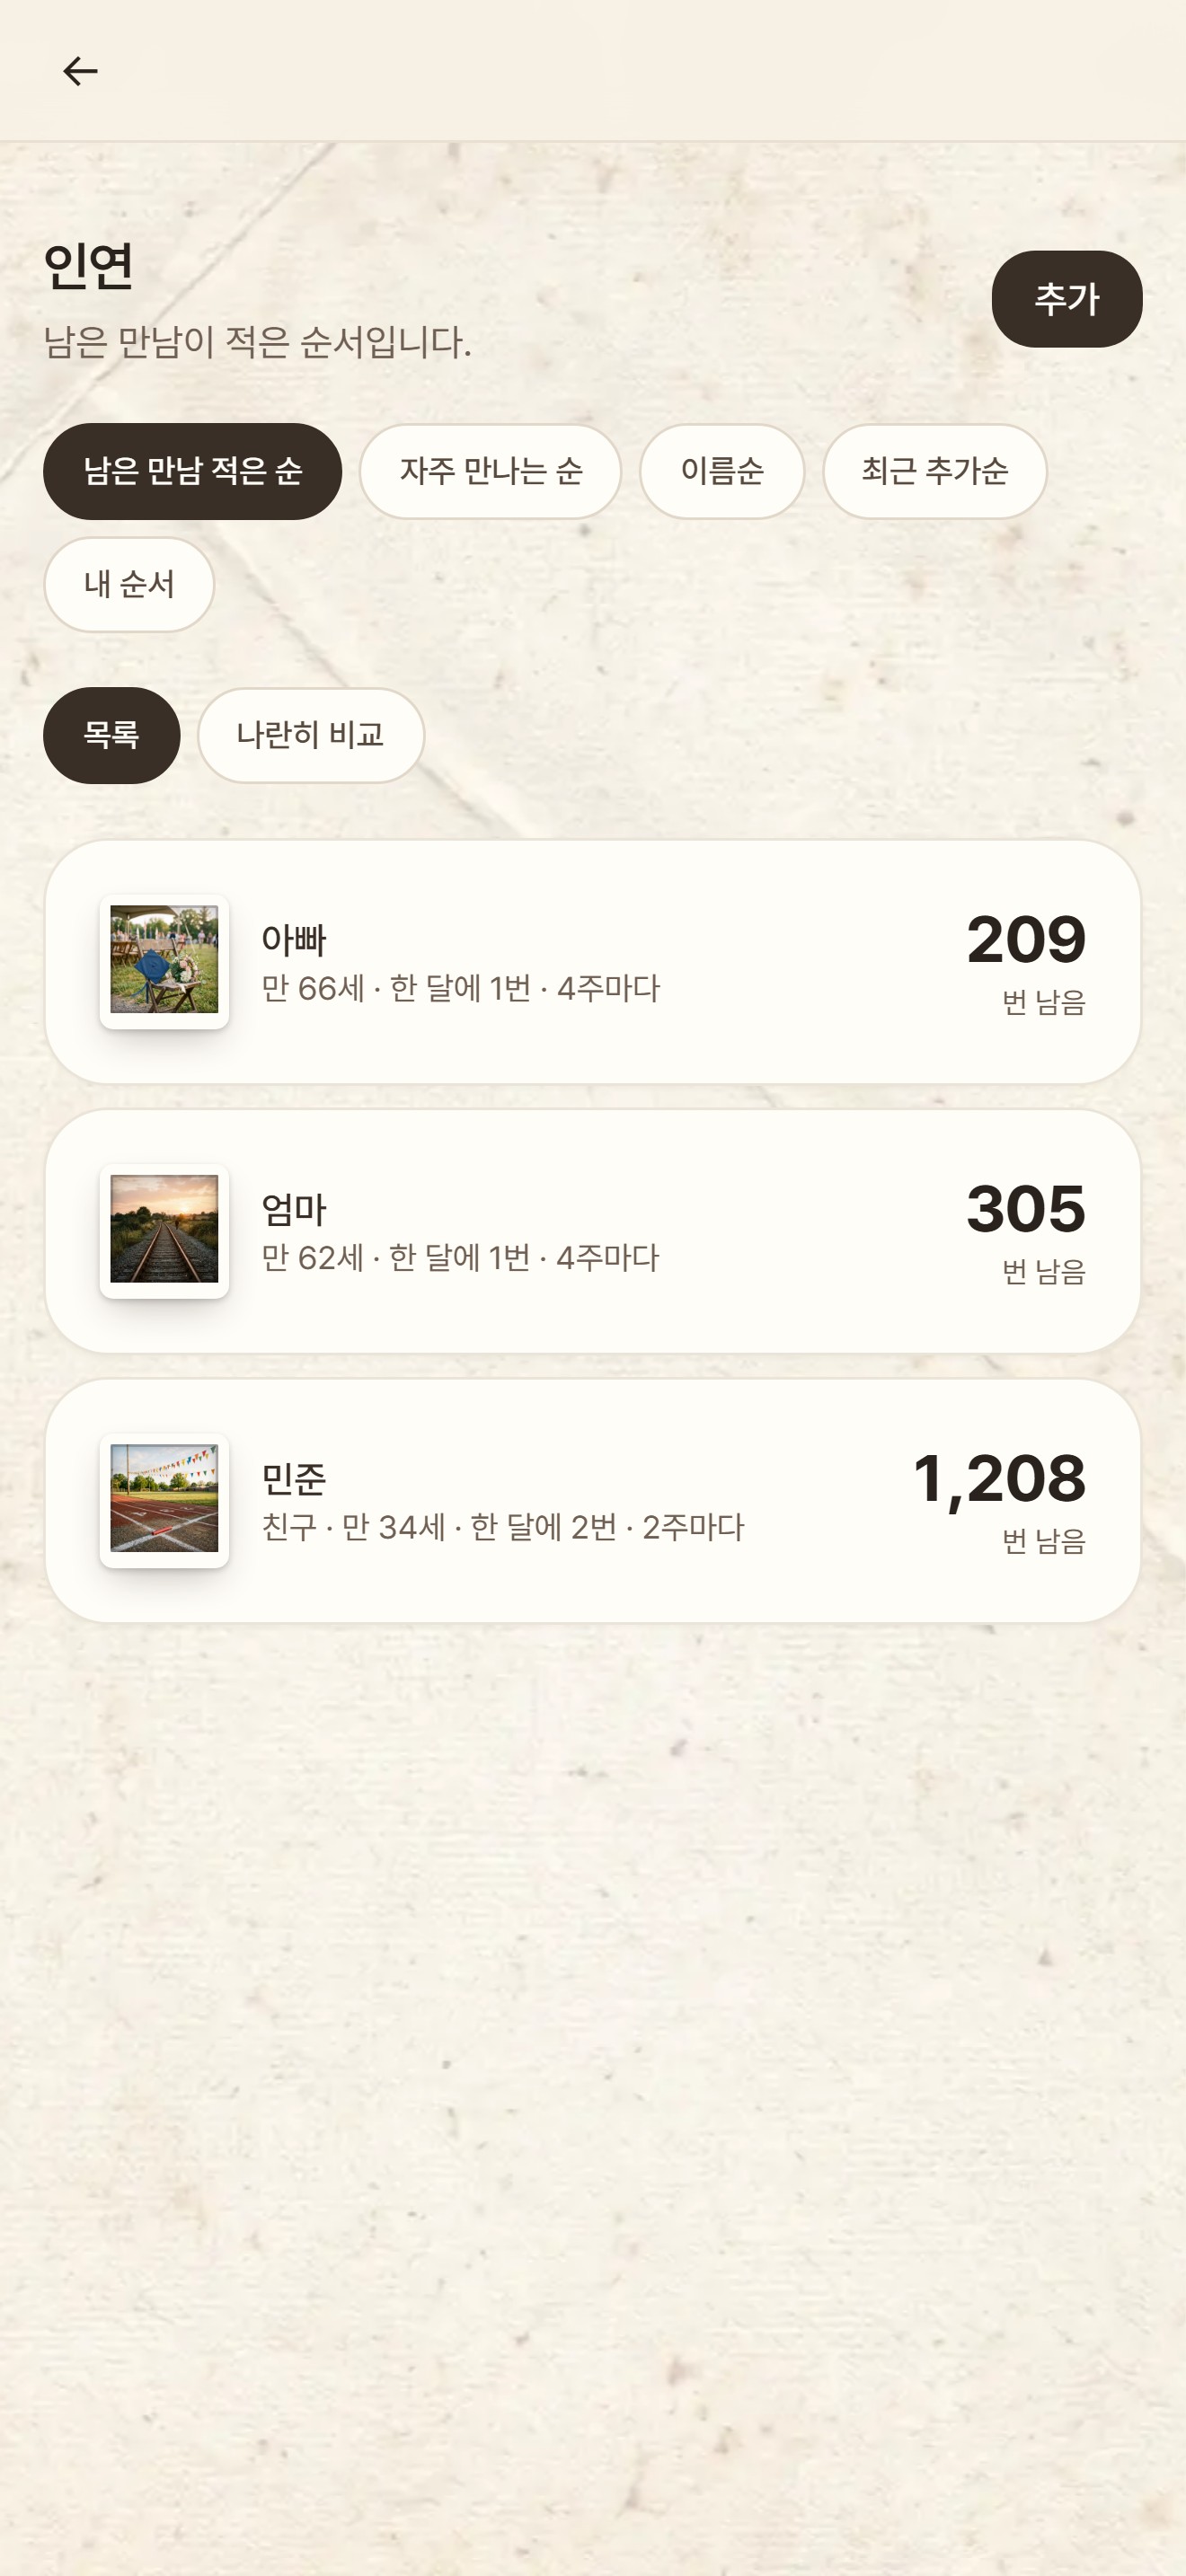 인연
남은 만남이 적은 순서입니다.
추가
남은 만남 적은 순
자주 만나는 순
이름순
최근 추가순
내 순서
목록
나란히 비교
아빠
만 66세 · 한 달에 1번 · 4주마다
209
번 남음
엄마
만 62세 · 한 달에 1번 · 4주마다
305
번 남음
민준
친구 · 만 34세 · 한 달에 2번 · 2주마다
1,208
번 남음